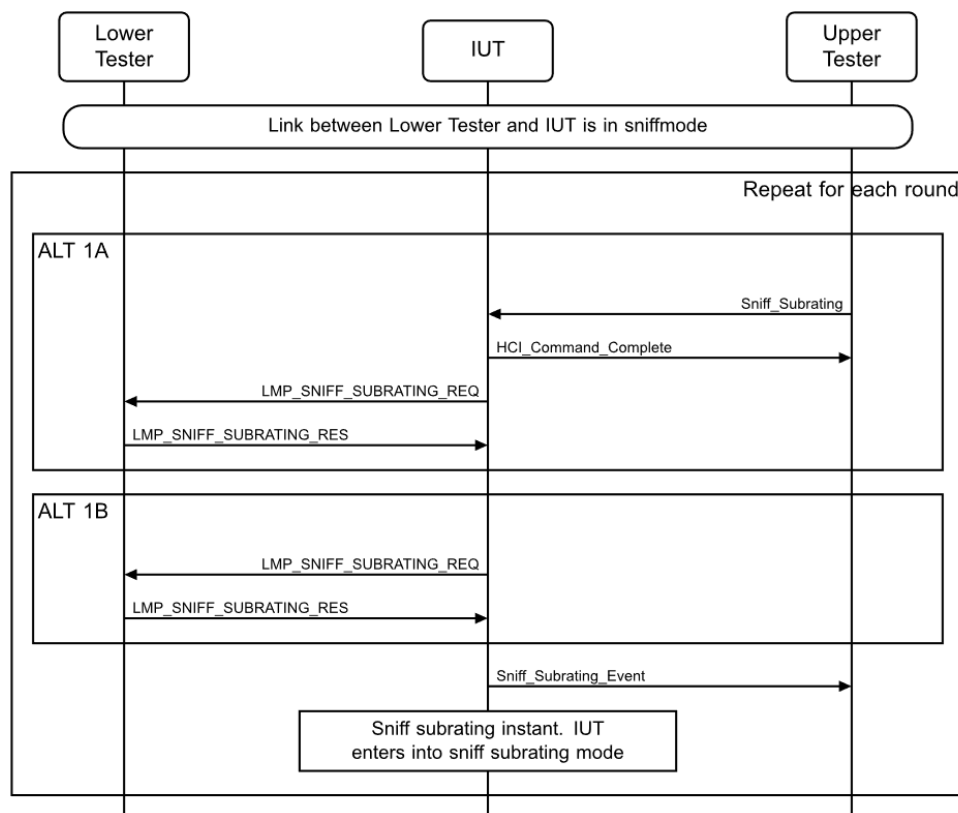 Lower
Tester
IUT
Upper
Tester
Link between Lower Tester and IUT is in sniffmode
Repeat for each round
ALT 1A
Sniff_Subrating
HCI_Command_Complete
LMP_SNIFF_SUBRATING_REQ
LMP_SNIFF_SUBRATING_RES
ALT 1B
LMP_SNIFF_SUBRATING_REQ
LMP_SNIFF_SUBRATING_RES
Sniff_Subrating_Event
Sniff subrating instant. IUT
enters into sniff subrating mode